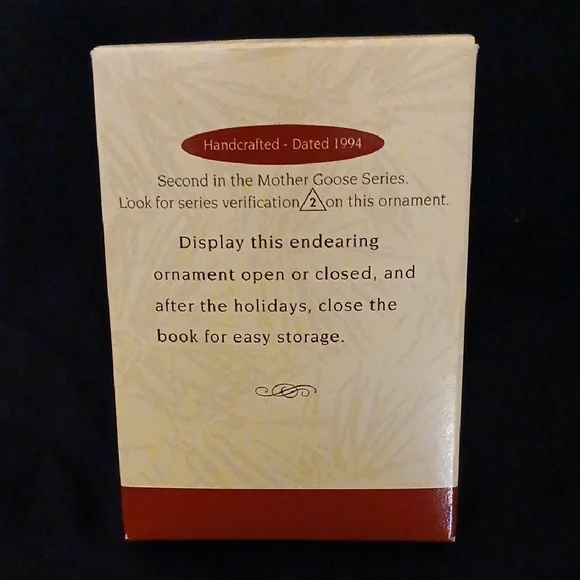 Handcrafted - Dated 1994
Second in the Mother Goose Series.
Look for series verification 2 on this ornament.
Display this endearing
ornament open or closed, and
after the holidays, close the
book for easy storage.